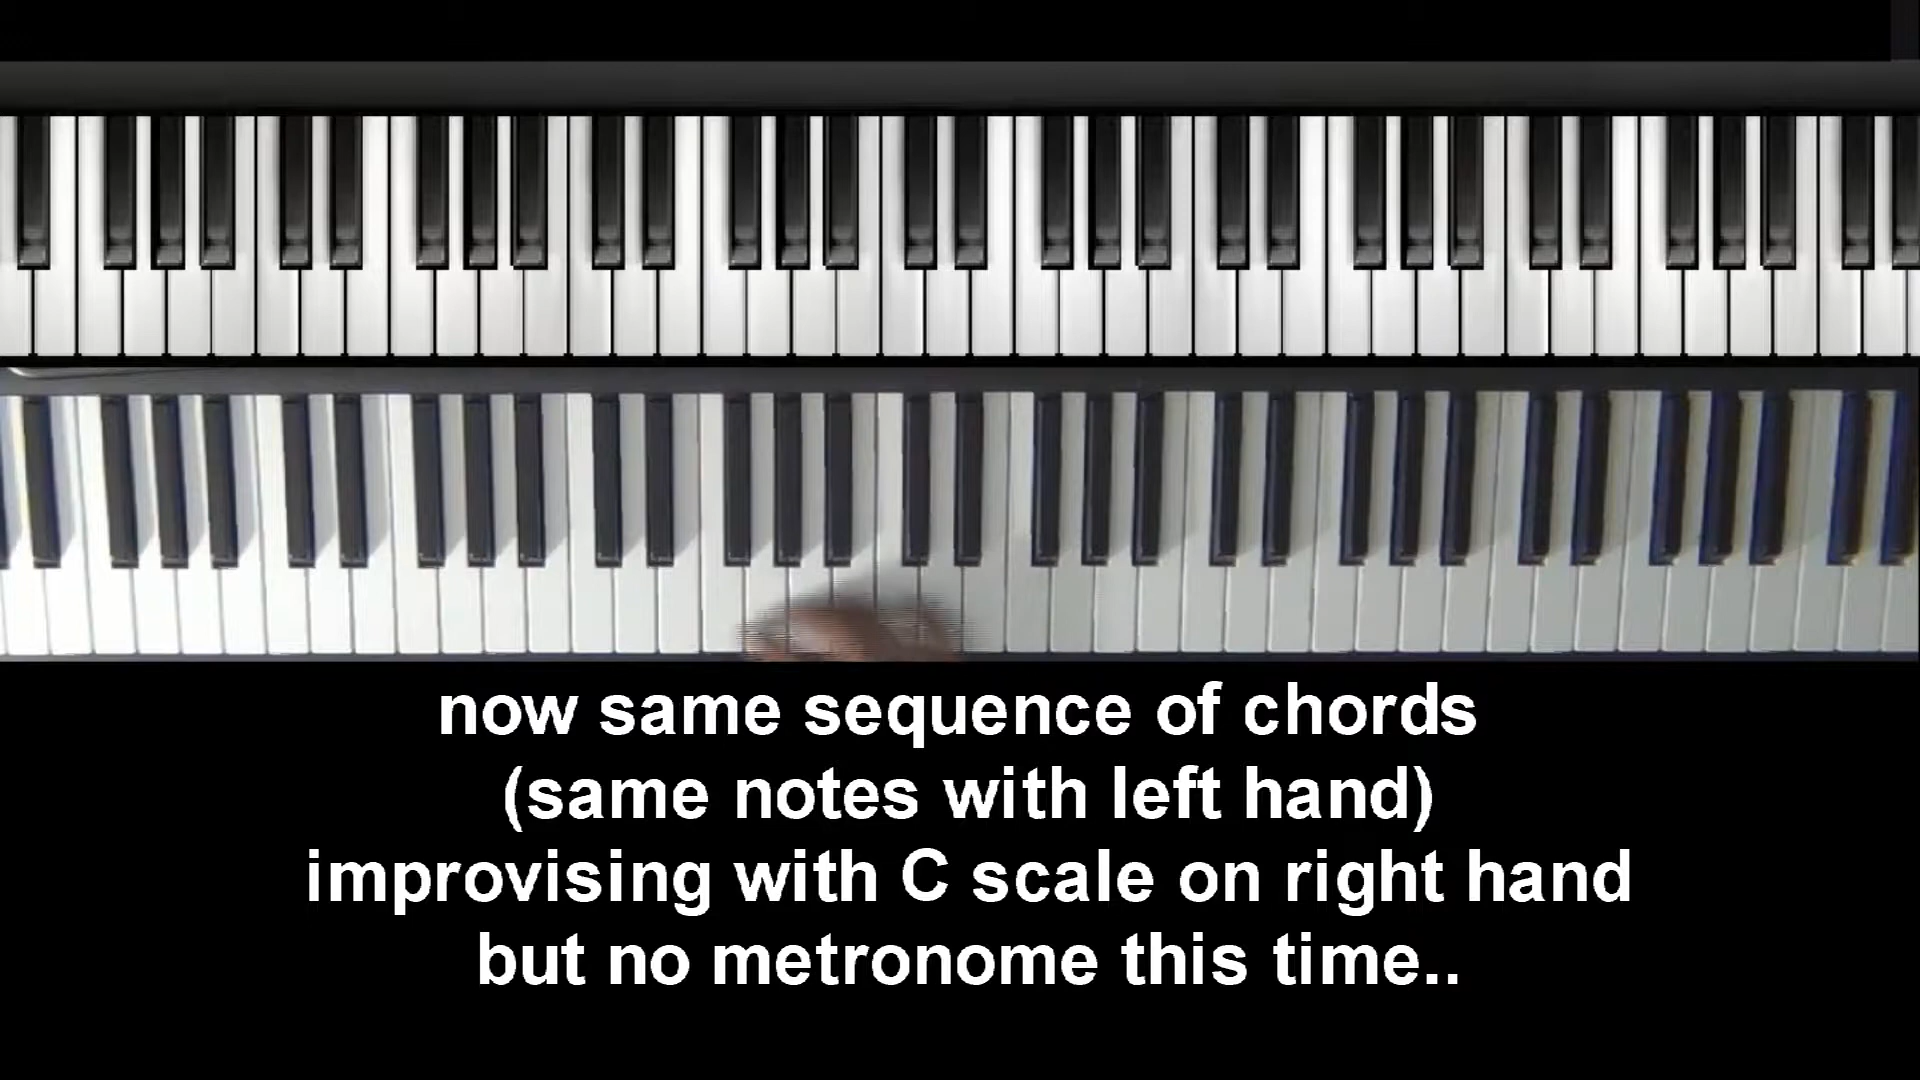 now same sequence of chords
(same notes with left hand)
improvising with C scale on right hand
but no metronome this time..